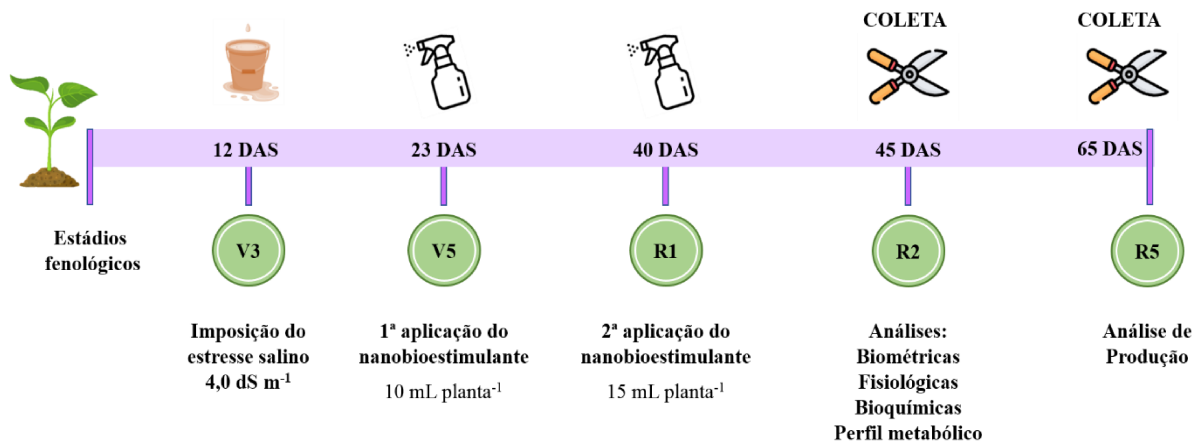 COLETA
COLETA
12 DAS
23 DAS
40 DAS
45 DAS
65 DAS
Estádios
fenológicos
V3
V5
R1
R2
R5
Imposição do
estresse salino
4,0 dS m⁻¹
1ª aplicação do
nanobioestimulante
10 mL planta⁻¹
2ª aplicação do
nanobioestimulante
15 mL planta⁻¹
Análises:
Biométricas
Fisiológicas
Bioquímicas
Perfil metabólico
Análise de
Produção